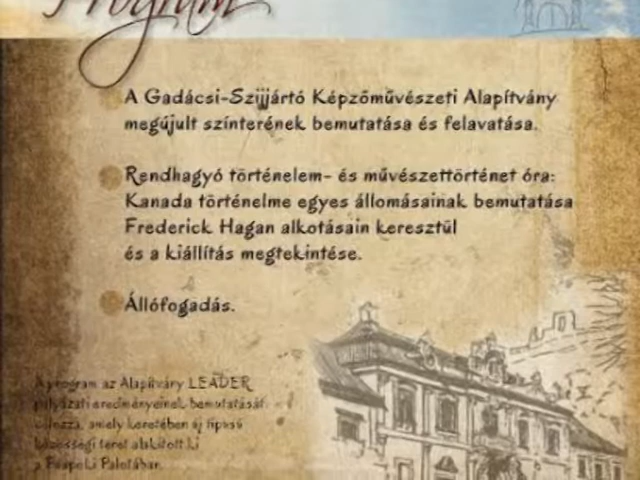 Program
A Gadácsi-Szijjártó Képzőművészeti Alapítvány
megújult színterének bemutatása és felavatása.
Rendhagyó történelem- és művészettörténet óra:
Kanada történelme egyes állomásainak bemutatása
Frederick Hagan alkotásain keresztül
és a kiállítás megtekintése.
Állófogadás.
A program az Alapítvány LEADER
pályázati eredményeinek bemutatását
célozza, amely keretében új típusú
közösségi teret alakított ki
a Püspöki Palotában.